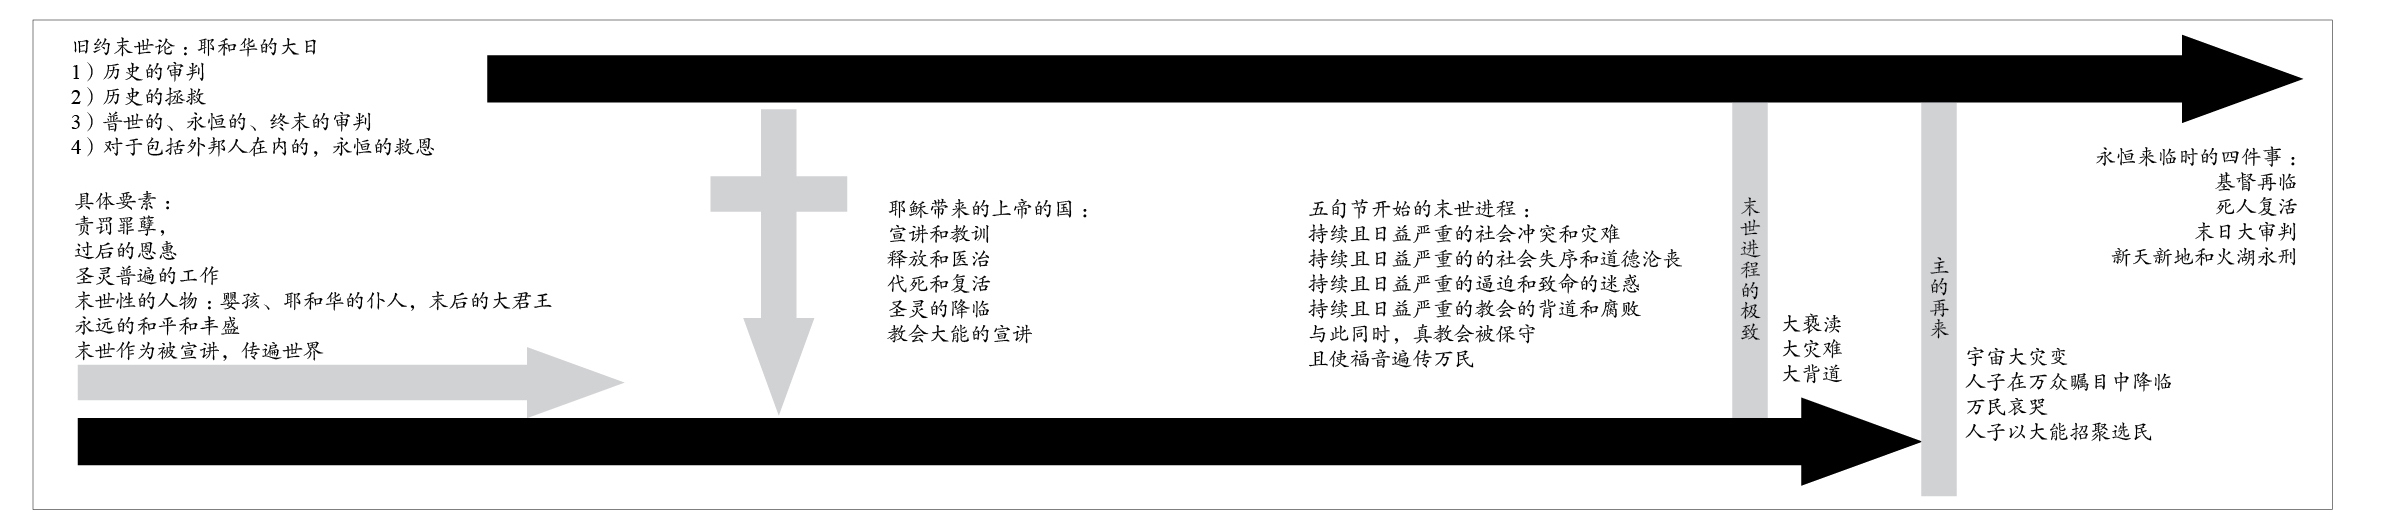 旧约末世论：耶和华的大日
1）历史的审判
2）历史的拯救
3）普世的、永恒的、终末的审判
4）对于包括外邦人在内的，永恒的救恩
具体要素：
责罚罪孽，
过后的恩惠
圣灵普遍的工作
末世性的人物：婴孩、耶和华的仆人，末后的大君王
永远的和平和丰盛
末世作为被宣讲，传遍世界
耶稣带来的上帝的国：
宣讲和教训
释放和医治
代死和复活
圣灵的降临
教会大能的宣讲
五旬节开始的末世进程：
持续且日益严重的社会冲突和灾难
持续且日益严重的的社会失序和道德沦丧
持续且日益严重的逼迫和致命的迷惑
持续且日益严重的教会的背道和腐败
与此同时，真教会被保守
且使福音遍传万民
末世进程的极致
大亵渎
大灾难
大背道
主的再来
宇宙大灾变
人子在万众瞩目中降临
万民哀哭
人子以大能招聚选民
永恒来临时的四件事：
基督再临
死人复活
末日大审判
新天新地和火湖永刑